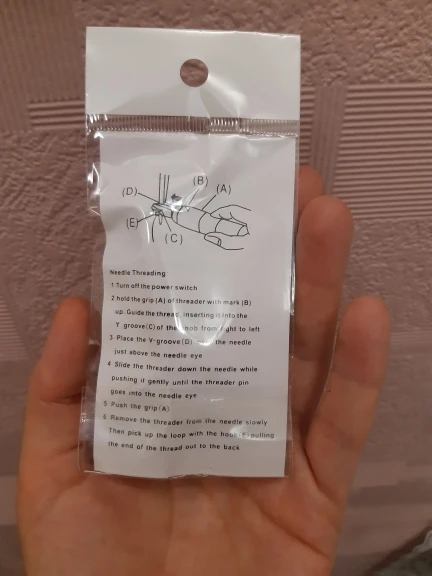 (D)
(B)
(A)
(E)
(C)
Needle Threading
1 Turn off the power switch
2 hold the grip (A) of threader with mark (B)
up. Guide the thread inserting it into the
Y groove (C) of the knob from right to left
3 Place the V-groove (D) the needle
just above the needle eye
4 Slide the threader down the needle while
pushing it gently until the threader pin
goes into the needle eye
5 Push the grip (A)
6 Remove the threader from the needle slowly
Then pick up the loop with the hook pulling
the end of the thread out to the back